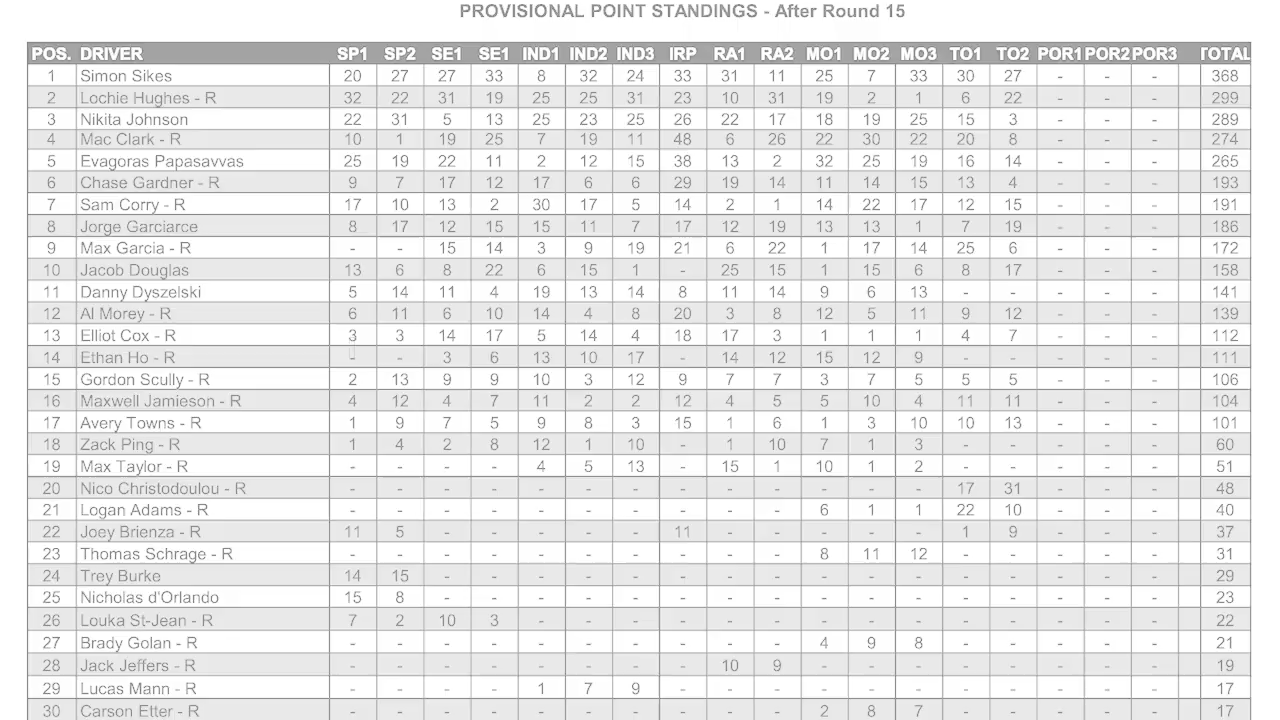 PROVISIONAL POINT STANDINGS - After Round 15
POS. DRIVER SP1 SP2 SE1 SE1 IND1 IND2 IND3 IRP RA1 RA2 MO1 MO2 MO3 TO1 TO2 POR1 POR2 POR3 TOTAL
1 Simon Sikes 20 27 27 33 8 32 24 33 31 11 25 7 33 30 27 - - - 368
2 Lochie Hughes - R 32 22 31 19 25 25 31 23 10 31 19 2 1 6 22 - - - 299
3 Nikita Johnson 22 31 5 13 25 23 25 26 22 17 18 19 25 15 3 - - - 289
4 Mac Clark - R 10 1 19 25 7 19 11 48 6 26 22 30 22 20 8 - - - 274
5 Evagoras Papasavvas 25 19 22 11 2 12 15 38 13 2 32 25 19 16 14 - - - 265
6 Chase Gardner - R 9 7 17 12 17 6 6 29 19 14 11 14 15 13 4 - - - 193
7 Sam Corry - R 17 10 13 2 30 17 5 14 2 1 14 22 17 12 15 - - - 191
8 Jorge Garciarce 8 17 12 15 15 11 7 17 12 19 13 13 1 7 19 - - - 186
9 Max Garcia - R - - 15 14 3 9 19 21 6 22 1 17 14 25 6 - - - 172
10 Jacob Douglas 13 6 8 22 6 15 1 - 25 15 1 15 6 8 17 - - - 158
11 Danny Dyszelski 5 14 11 4 19 13 14 8 11 14 9 6 13 - - - - - 141
12 Al Morey - R 6 11 6 10 14 4 8 20 3 8 12 5 11 9 12 - - - 139
13 Elliot Cox - R 3 3 14 17 5 14 4 18 17 3 1 1 1 4 7 - - - 112
14 Ethan Ho - R - - 3 6 13 10 17 - 14 12 15 12 9 - - - - - 111
15 Gordon Scully - R 2 13 9 9 10 3 12 9 7 7 3 7 5 5 5 - - - 106
16 Maxwell Jamieson - R 4 12 4 7 11 2 2 12 4 5 5 10 4 11 11 - - - 104
17 Avery Towns - R 1 9 7 5 9 8 3 15 1 6 1 3 10 10 13 - - - 101
18 Zack Ping - R 1 4 2 8 12 1 10 - 1 10 7 1 3 - - - - - 60
19 Max Taylor - R - - - - 4 5 13 - 15 1 10 1 2 - - - - - 51
20 Nico Christodoulou - R - - - - - - - - - - - - - 17 31 - - - 48
21 Logan Adams - R - - - - - - - - - - 6 1 1 22 10 - - - 40
22 Joey Brienza - R 11 5 - - - - - 11 - - - - - 1 9 - - - 37
23 Thomas Schrage - R - - - - - - - - - - 8 11 12 - - - - - 31
24 Trey Burke 14 15 - - - - - - - - - - - - - - - - 29
25 Nicholas d'Orlando 15 8 - - - - - - - - - - - - - - - - 23
26 Louka St-Jean - R 7 2 10 3 - - - - - - - - - - - - - - 22
27 Brady Golan - R - - - - - - - - - - 4 9 8 - - - - - 21
28 Jack Jeffers - R - - - - - - - - 10 9 - - - - - - - - 19
29 Lucas Mann - R - - - - 1 7 9 - - - - - - - - - - - 17
30 Carson Etter - R - - - - - - - - - - 2 8 7 - - - - - 17